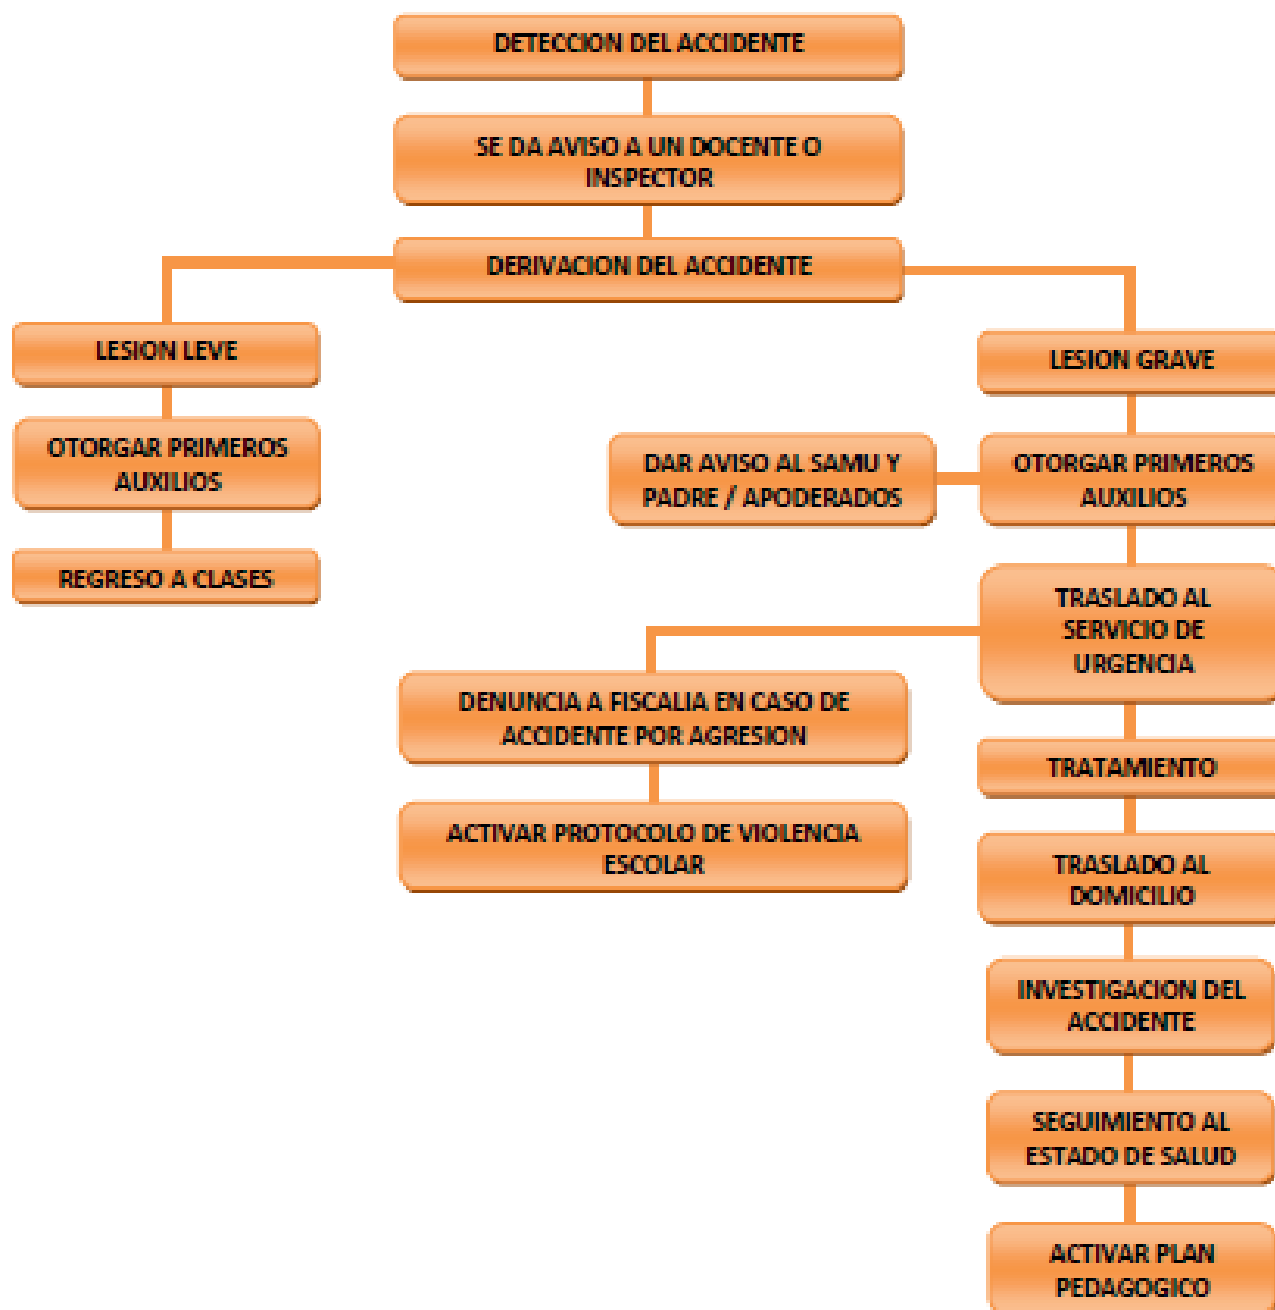 DETECCION DEL ACCIDENTE
SE DA AVISO A UN DOCENTE O
INSPECTOR
DERIVACION DEL ACCIDENTE
LESION LEVE
OTORGAR PRIMEROS
AUXILIOS
REGRESO A CLASES
LESION GRAVE
DAR AVISO AL SAMU Y
PADRE / APODERADOS
OTORGAR PRIMEROS
AUXILIOS
TRASLADO AL
SERVICIO DE
URGENCIA
DENUNCIA A FISCALIA EN CASO DE
ACCIDENTE POR AGRESION
ACTIVAR PROTOCOLO DE VIOLENCIA
ESCOLAR
TRATAMIENTO
TRASLADO AL
DOMICILIO
INVESTIGACION DEL
ACCIDENTE
SEGUIMIENTO AL
ESTADO DE SALUD
ACTIVAR PLAN
PEDAGOGICO